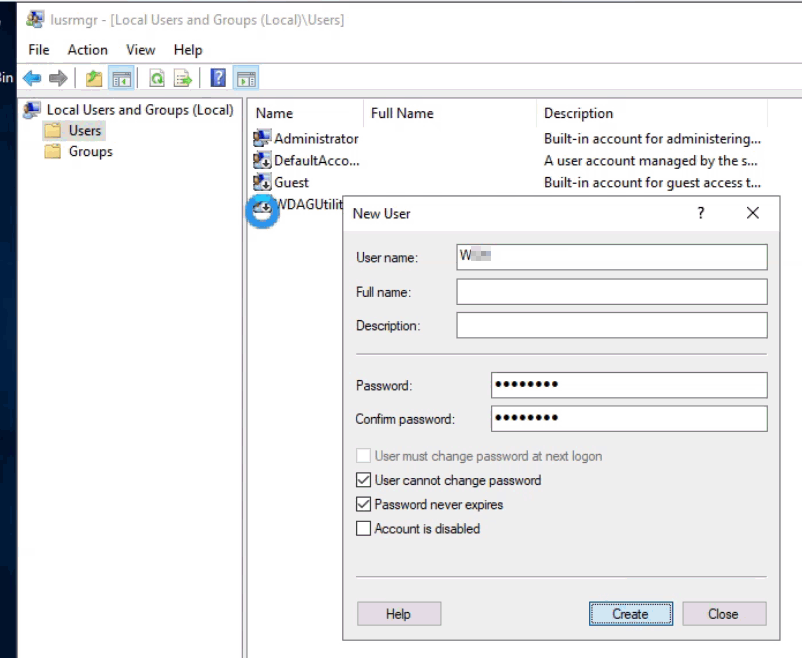 lusrmgr - [Local Users and Groups (Local)\Users]
File Action View Help
Bin
Local Users and Groups (Local)
Users
Groups
Name Full Name Description
Administrator Built-in account for administering...
DefaultAcco... A user account managed by the s...
Guest Built-in account for guest access t...
WDAGUtilit
New User
? 
User name: W
Full name:
Description:
Password: ••••••••
Confirm password: ••••••••
User must change password at next logon
User cannot change password
Password never expires
Account is disabled
Help Create Close